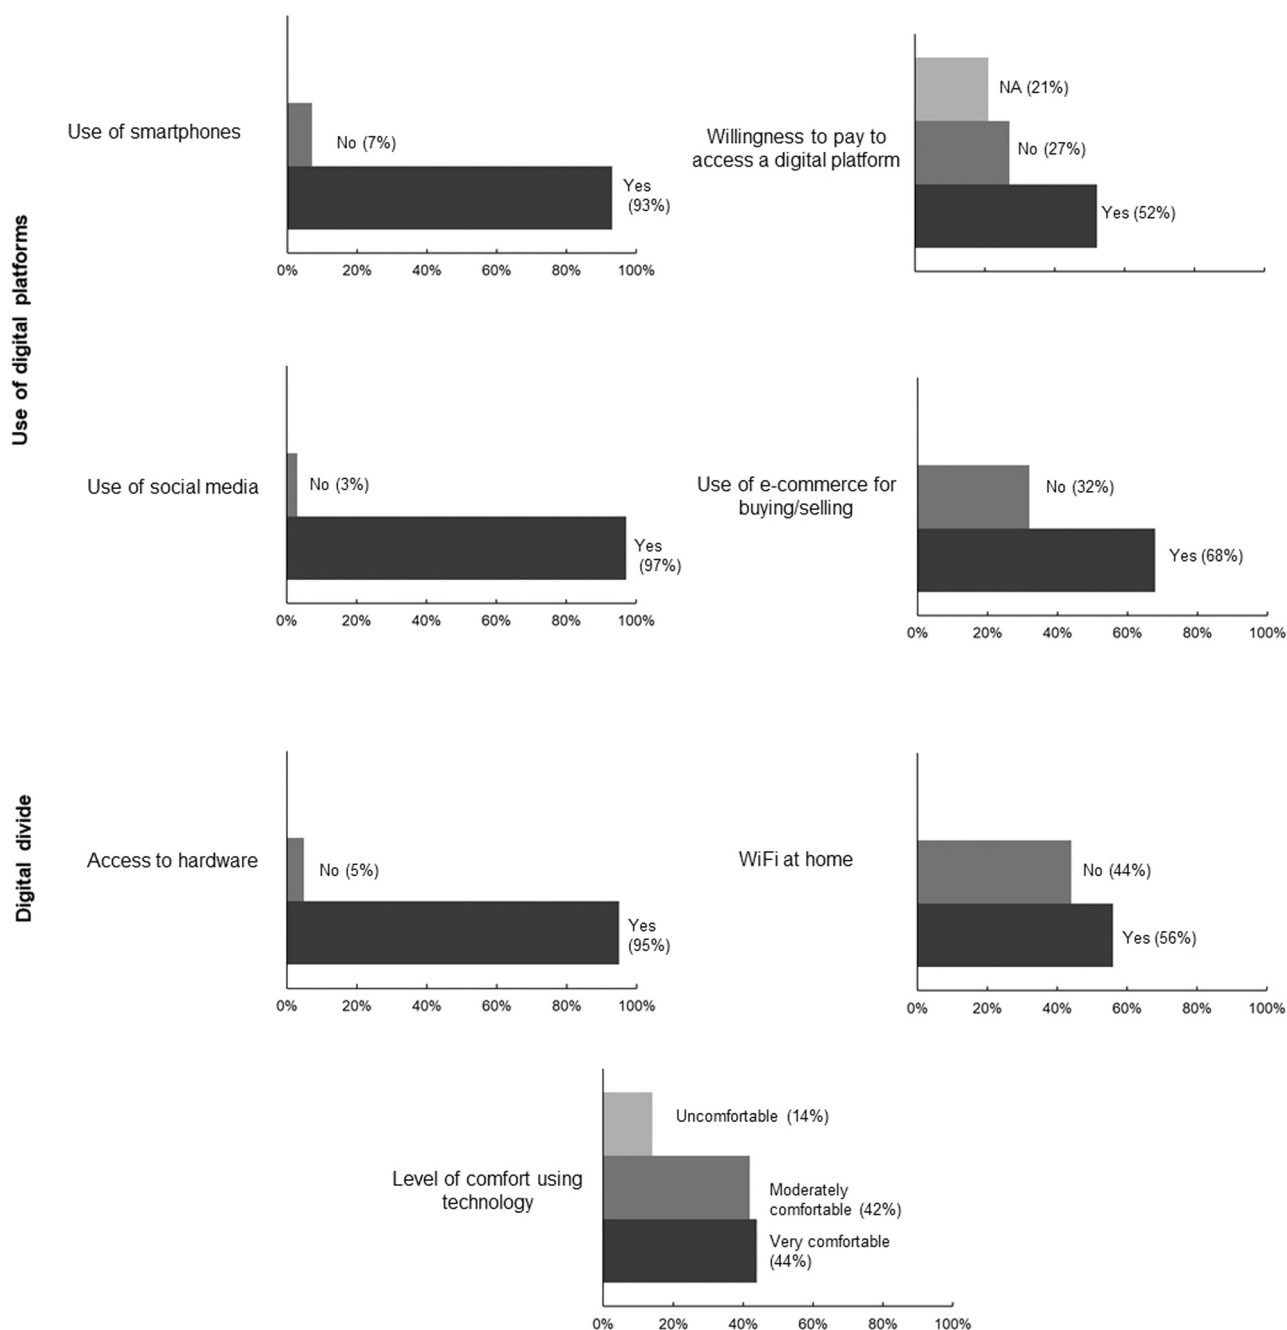 Use of digital platforms
Use of smartphones
No (7%)
Yes
(93%)
0% 20% 40% 60% 80% 100%
Willingness to pay to
access a digital platform
NA (21%)
No (27%)
Yes (52%)
Use of social media
No (3%)
Yes
(97%)
0% 20% 40% 60% 80% 100%
Use of e-commerce for
buying/selling
No (32%)
Yes (68%)
0% 20% 40% 60% 80% 100%
Digital divide
Access to hardware
No (5%)
Yes
(95%)
0% 20% 40% 60% 80% 100%
WiFi at home
No (44%)
Yes (56%)
0% 20% 40% 60% 80% 100%
Level of comfort using
technology
Uncomfortable (14%)
Moderately
comfortable (42%)
Very comfortable
(44%)
0% 20% 40% 60% 80% 100%